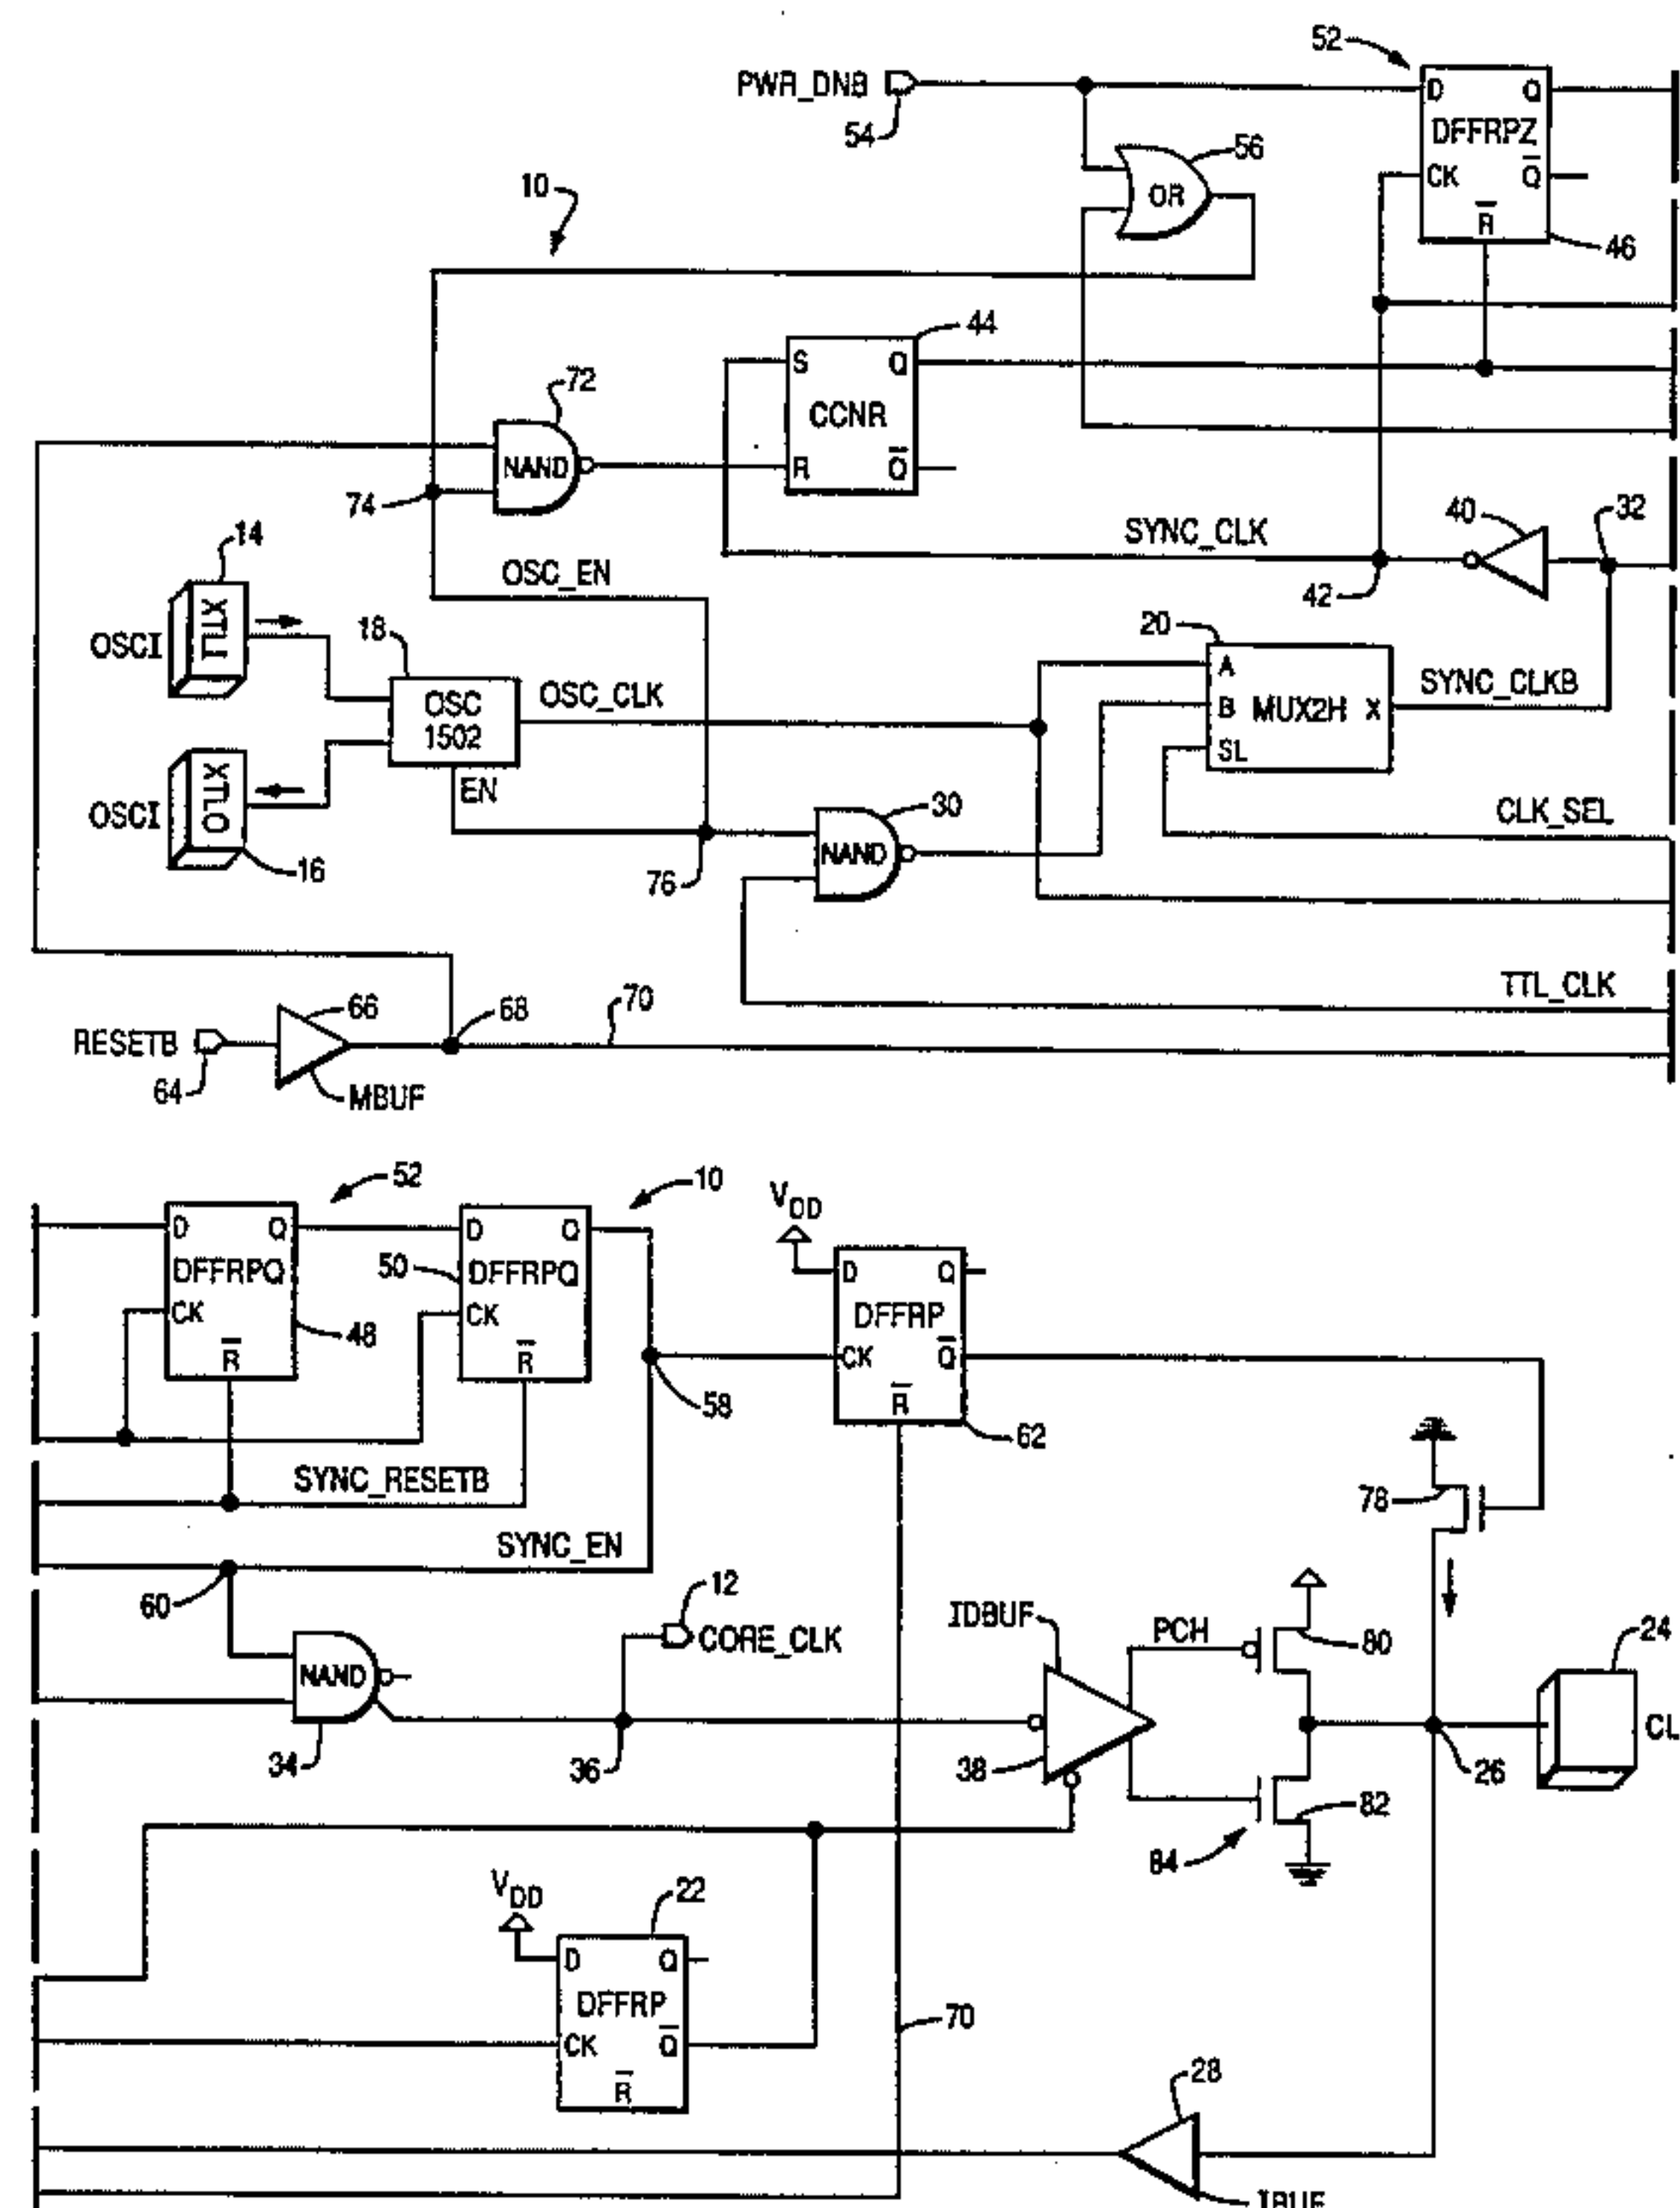 52
PWR_DNB
D Q
54
DFFRPZ
56
10
OR
CK Q
R
46
44
72
S Q
CCNR
NAND
R Q
74
40
32
14
SYNC_CLK
OSC_EN
XTLI
42
20
18
OSCI
A
OSC_CLK
SYNC_CLKB
OSC
1502
B MUX2H X
XTLO
SL
EN
30
OSCI
CLK_SEL
NAND
16
76
TTL_CLK
66
68
70
RESETB
64
MBUF
52
10
VDD
D Q
D Q
DFFRPQ
50
DFFRPQ
D Q
CK
CK
DFFRP
48
R
R
CK Q
58
R
62
SYNC_RESETB
78
SYNC_EN
12
60
IDBUF
PCH
24
CORE_CLK
80
NAND
CL
34
36
38
26
82
84
VDD
22
D Q
DFFRP
70
CK Q
28
R
IBUF